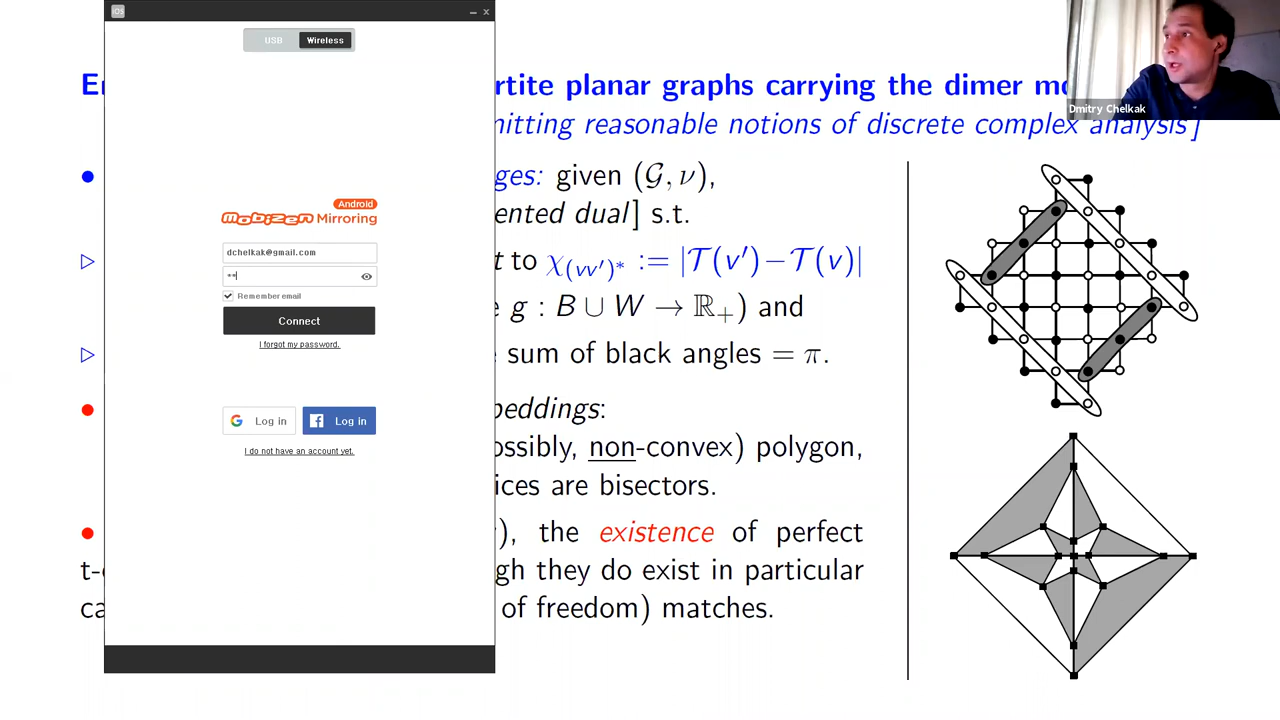 iOS
USB Wireless
Android
mobizen Mirroring
dchelkak@gmail.com
**
Remember email
Connect
I forgot my password.
Log in Log in
I do not have an account yet.
Dmitry Chelkak
partite planar graphs carrying the dimer
mitting reasonable notions of discrete complex analysis]
ges: given (𝒢, ν),
ented dual] s.t.
t to χ(vv′)* := |𝒯(v′) − 𝒯(v)|
e g : B ∪ W → ℝ+) and
sum of black angles = π.
beddings:
ossibly, non-convex) polygon,
ices are bisectors.
), the existence of perfect
t- gh they do exist in particular
ca of freedom) matches.